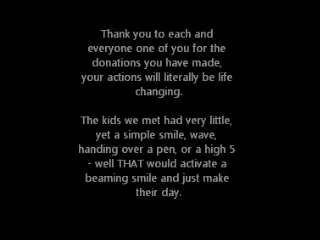 Thank you to each and
everyone one of you for the
donations you have made,
your actions will literally be life
changing.
The kids we met had very little,
yet a simple smile, wave,
handing over a pen, or a high 5
- well THAT would activate a
beaming smile and just make
their day.